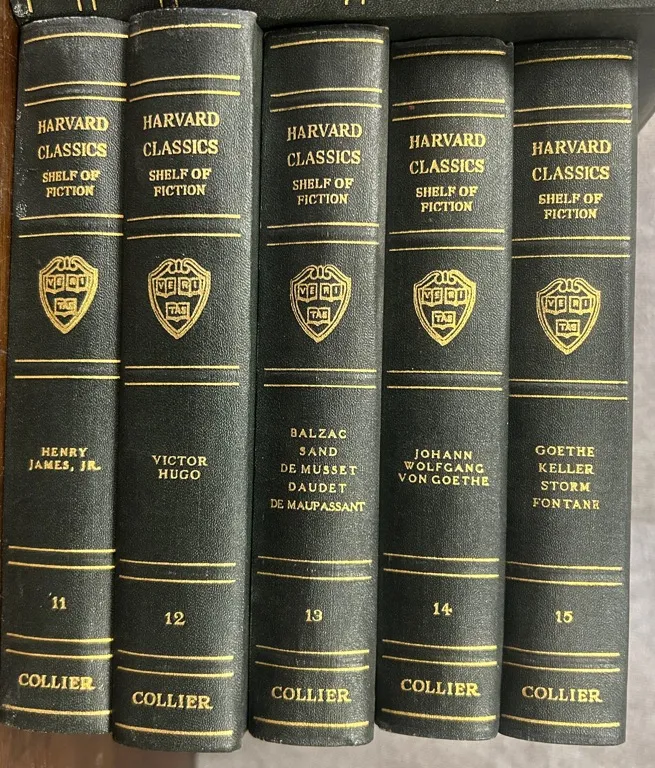 HARVARD
CLASSICS
SHELF OF
FICTION
VE RI
TAS
HENRY
JAMES, JR.
11
COLLIER
HARVARD
CLASSICS
SHELF OF
FICTION
VE RI
TAS
VICTOR
HUGO
12
COLLIER
HARVARD
CLASSICS
SHELF OF
FICTION
VE RI
TAS
BALZAC
SAND
DE MUSSET
DAUDET
DE MAUPASSANT
13
COLLIER
HARVARD
CLASSICS
SHELF OF
FICTION
VE RI
TAS
JOHANN
WOLFGANG
VON GOETHE
14
COLLIER
HARVARD
CLASSICS
SHELF OF
FICTION
VE RI
TAS
GOETHE
KELLER
STORM
FONTANE
15
COLLIER